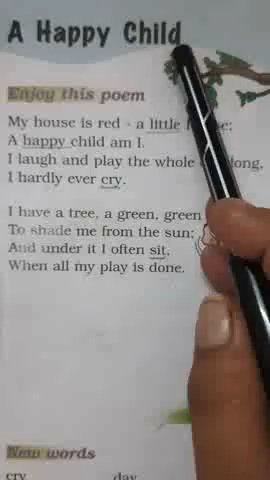 A Happy Child
Enjoy this poem
My house is red - a little
A happy child am I.
I laugh and play the whole long,
I hardly ever cry.
I have a tree, a green, green
To shade me from the sun;
And under it I often sit,
When all my play is done.
New words
cry day